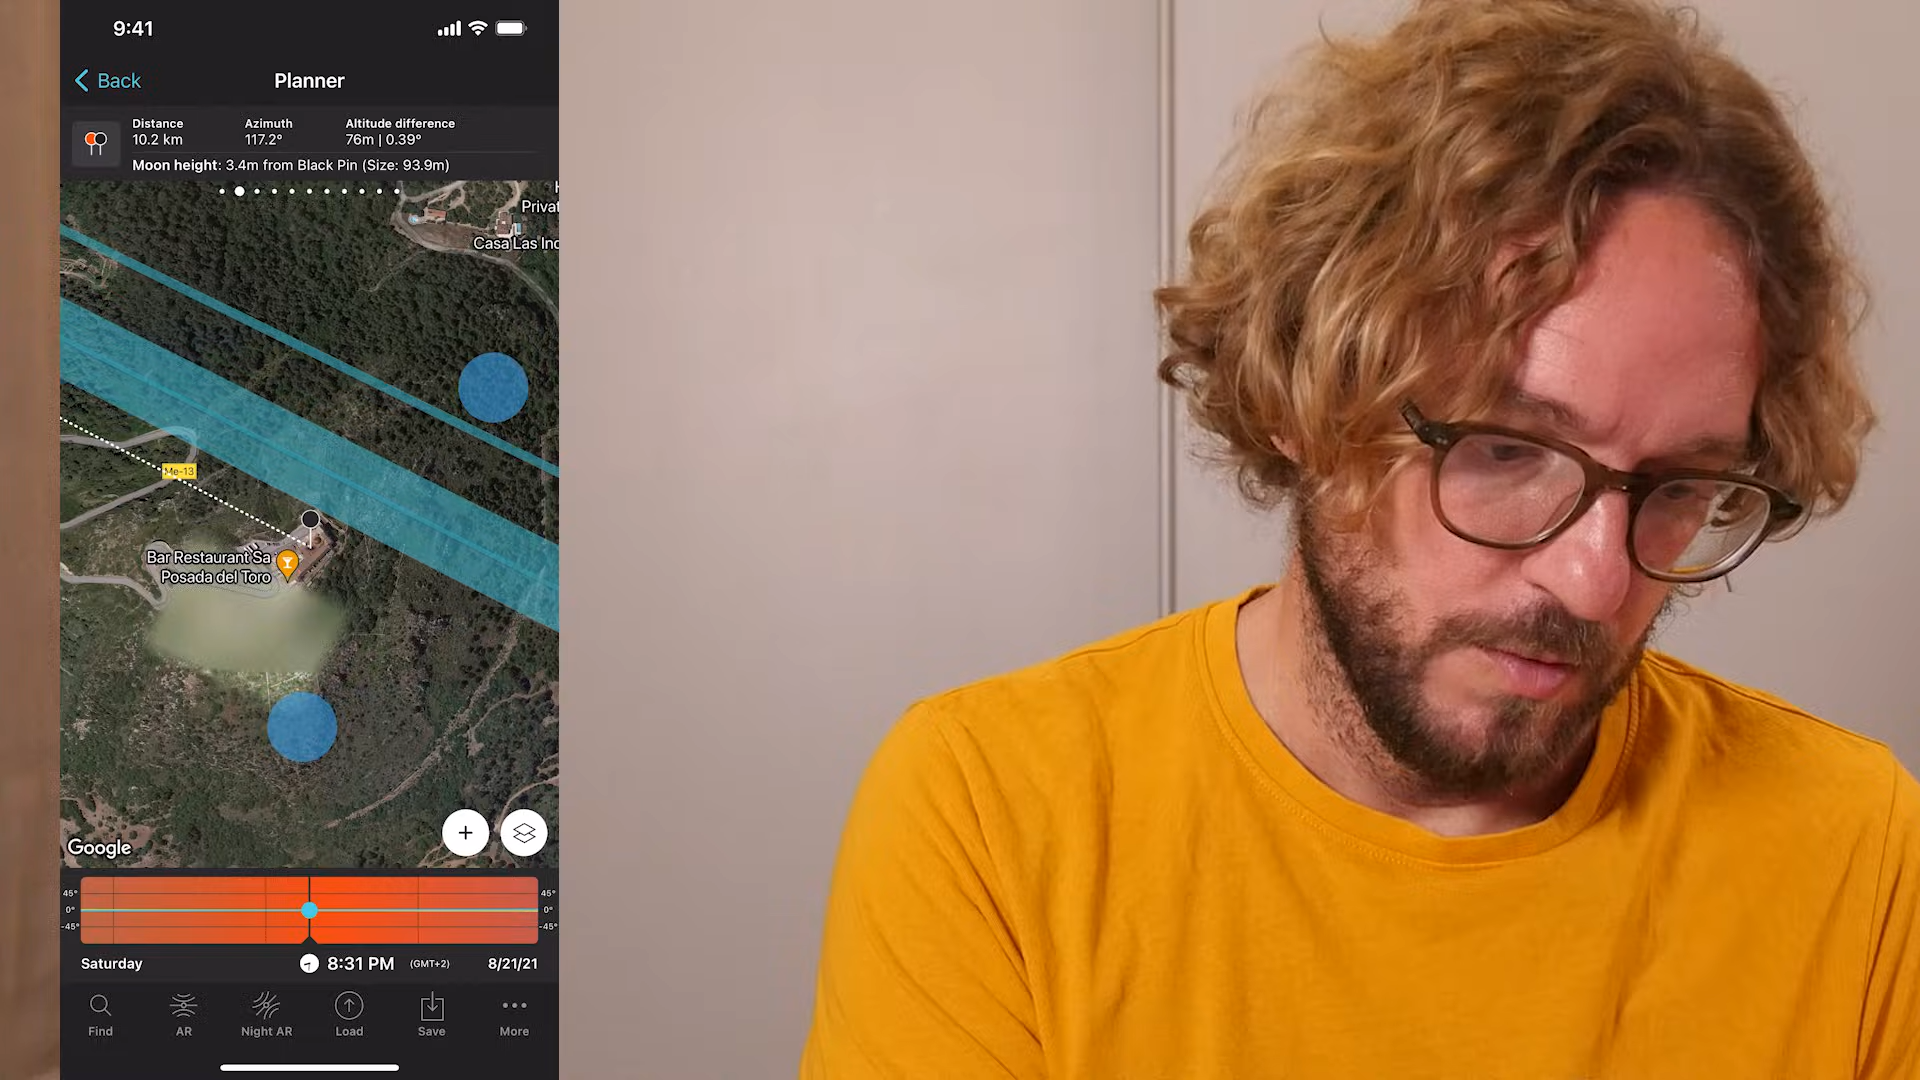 9:41
Back
Planner
Distance
10.2 km
Azimuth
117.2°
Altitude difference
76m | 0.39°
Moon height: 3.4m from Black Pin (Size: 93.9m)
Privat
Casa Las Inc
Me-13
Bar Restaurant Sa
Posada del Toro
Google
45°
0°
-45°
45°
0°
-45°
Saturday
8:31 PM
(GMT+2)
8/21/21
Find
AR
Night AR
Load
Save
More